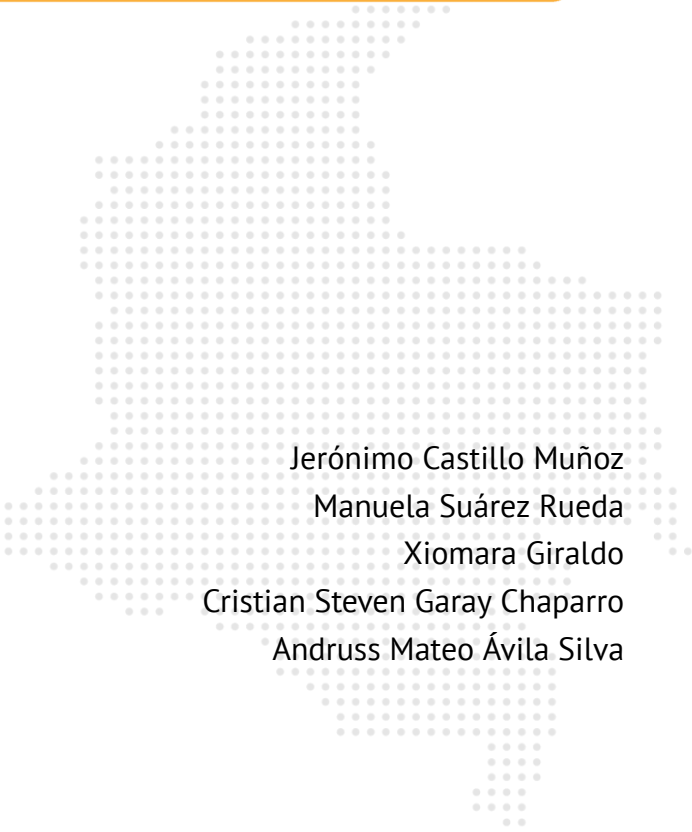 Jerónimo Castillo Muñoz
Manuela Suárez Rueda
Xiomara Giraldo
Cristian Steven Garay Chaparro
Andruss Mateo Ávila Silva